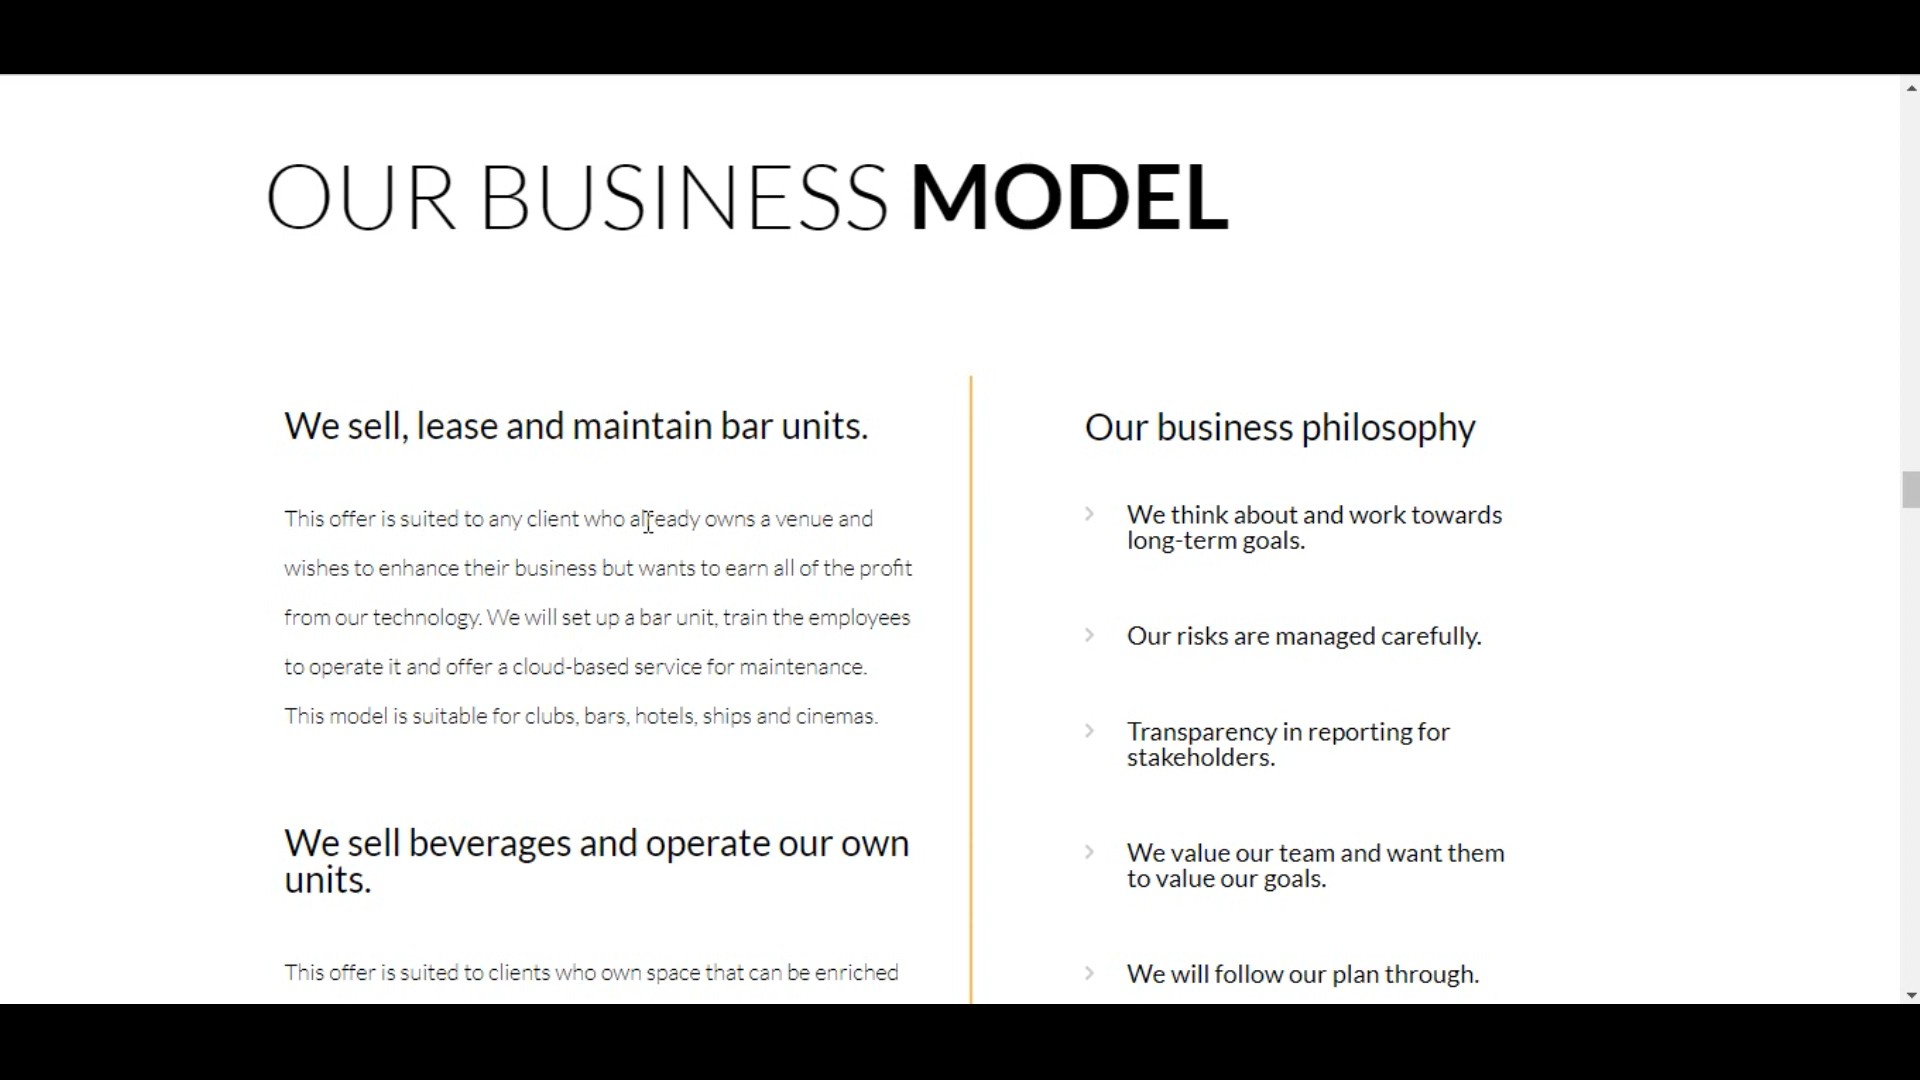 OUR BUSINESS MODEL
We sell, lease and maintain bar units.
This offer is suited to any client who already owns a venue and
wishes to enhance their business but wants to earn all of the profit
from our technology. We will set up a bar unit, train the employees
to operate it and offer a cloud-based service for maintenance.
This model is suitable for clubs, bars, hotels, ships and cinemas.
We sell beverages and operate our own
units.
This offer is suited to clients who own space that can be enriched
Our business philosophy
We think about and work towards
long-term goals.
Our risks are managed carefully.
Transparency in reporting for
stakeholders.
We value our team and want them
to value our goals.
We will follow our plan through.